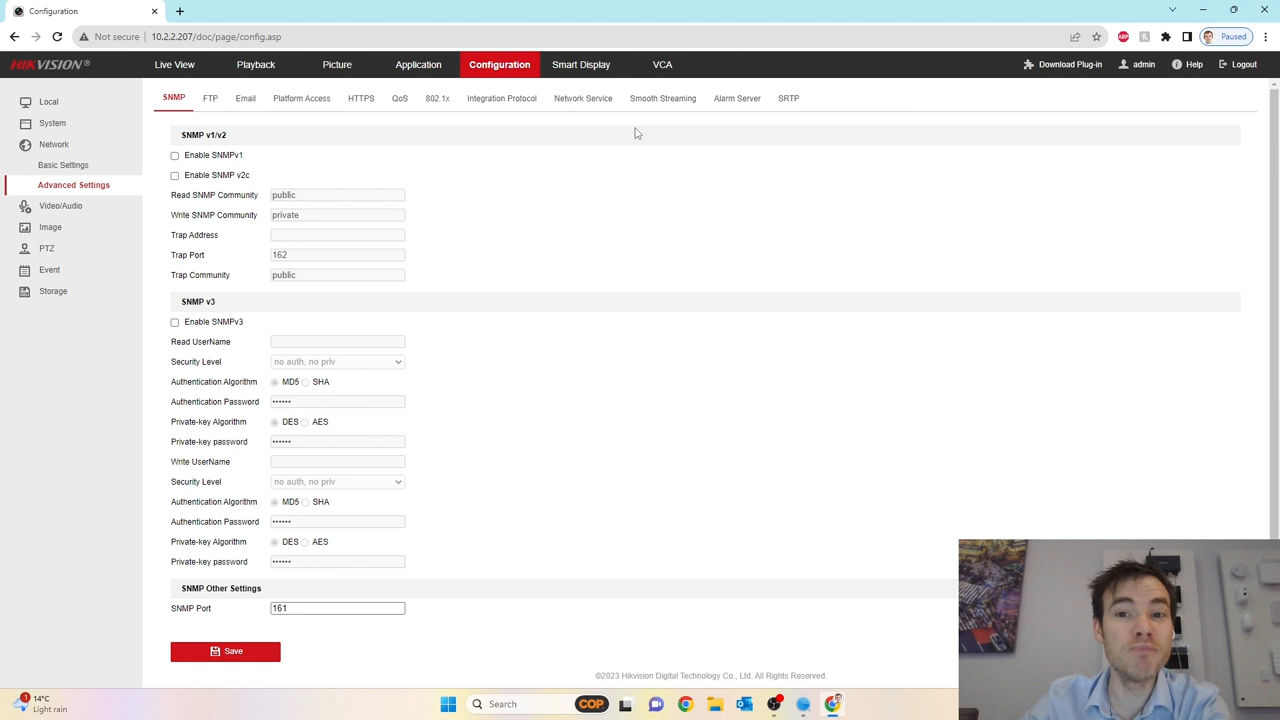 Configuration
Not secure 10.2.2.207/doc/page/config.asp
ABP
Paused
HIKVISION®
Live View Playback Picture Application Configuration Smart Display VCA
Download Plug-in admin Help Logout
Local
System
Network
Basic Settings
Advanced Settings
Video/Audio
Image
PTZ
Event
Storage
SNMP FTP Email Platform Access HTTPS QoS 802.1x Integration Protocol Network Service Smooth Streaming Alarm Server SRTP
SNMP v1/v2
Enable SNMPv1
Enable SNMP v2c
Read SNMP Community public
Write SNMP Community private
Trap Address
Trap Port 162
Trap Community public
SNMP v3
Enable SNMPv3
Read UserName
Security Level no auth, no priv
Authentication Algorithm MD5 SHA
Authentication Password ••••••
Private-key Algorithm DES AES
Private-key password ••••••
Write UserName
Security Level no auth, no priv
Authentication Algorithm MD5 SHA
Authentication Password ••••••
Private-key Algorithm DES AES
Private-key password ••••••
SNMP Other Settings
SNMP Port 161
Save
©2023 Hikvision Digital Technology Co., Ltd. All Rights Reserved.
1
14°C
Light rain
Search
COP